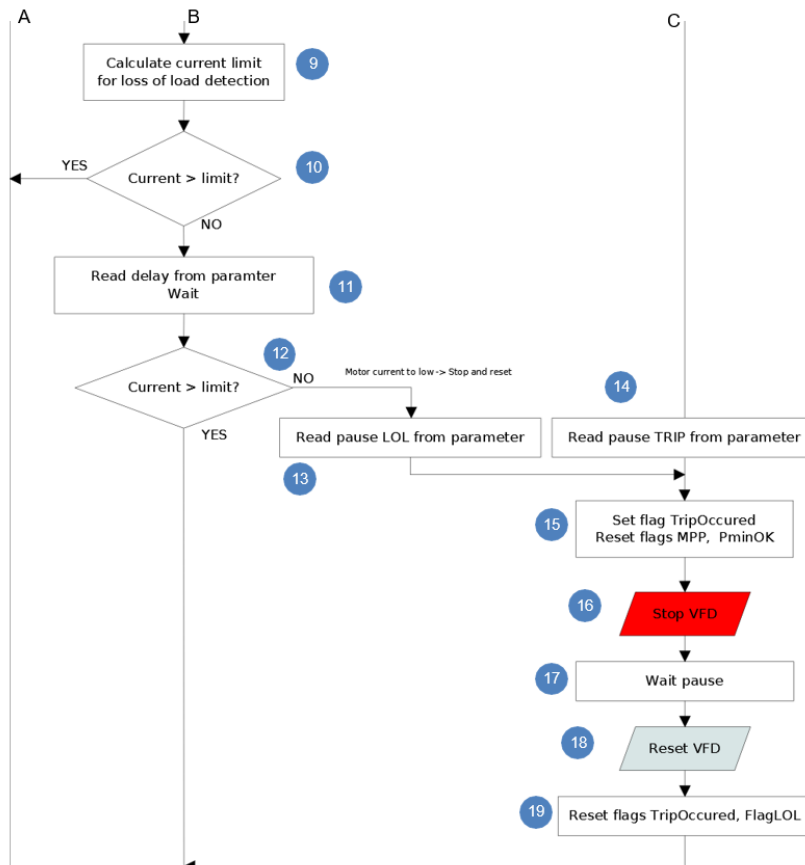 A
B
C
Calculate current limit
for loss of load detection
9
YES
Current > limit?
10
NO
Read delay from paramter
Wait
11
12
Current > limit?
NO
Motor current to low -> Stop and reset
14
YES
Read pause LOL from parameter
Read pause TRIP from parameter
13
15
Set flag TripOccured
Reset flags MPP, PminOK
16
Stop VFD
17
Wait pause
18
Reset VFD
19
Reset flags TripOccured, FlagLOL